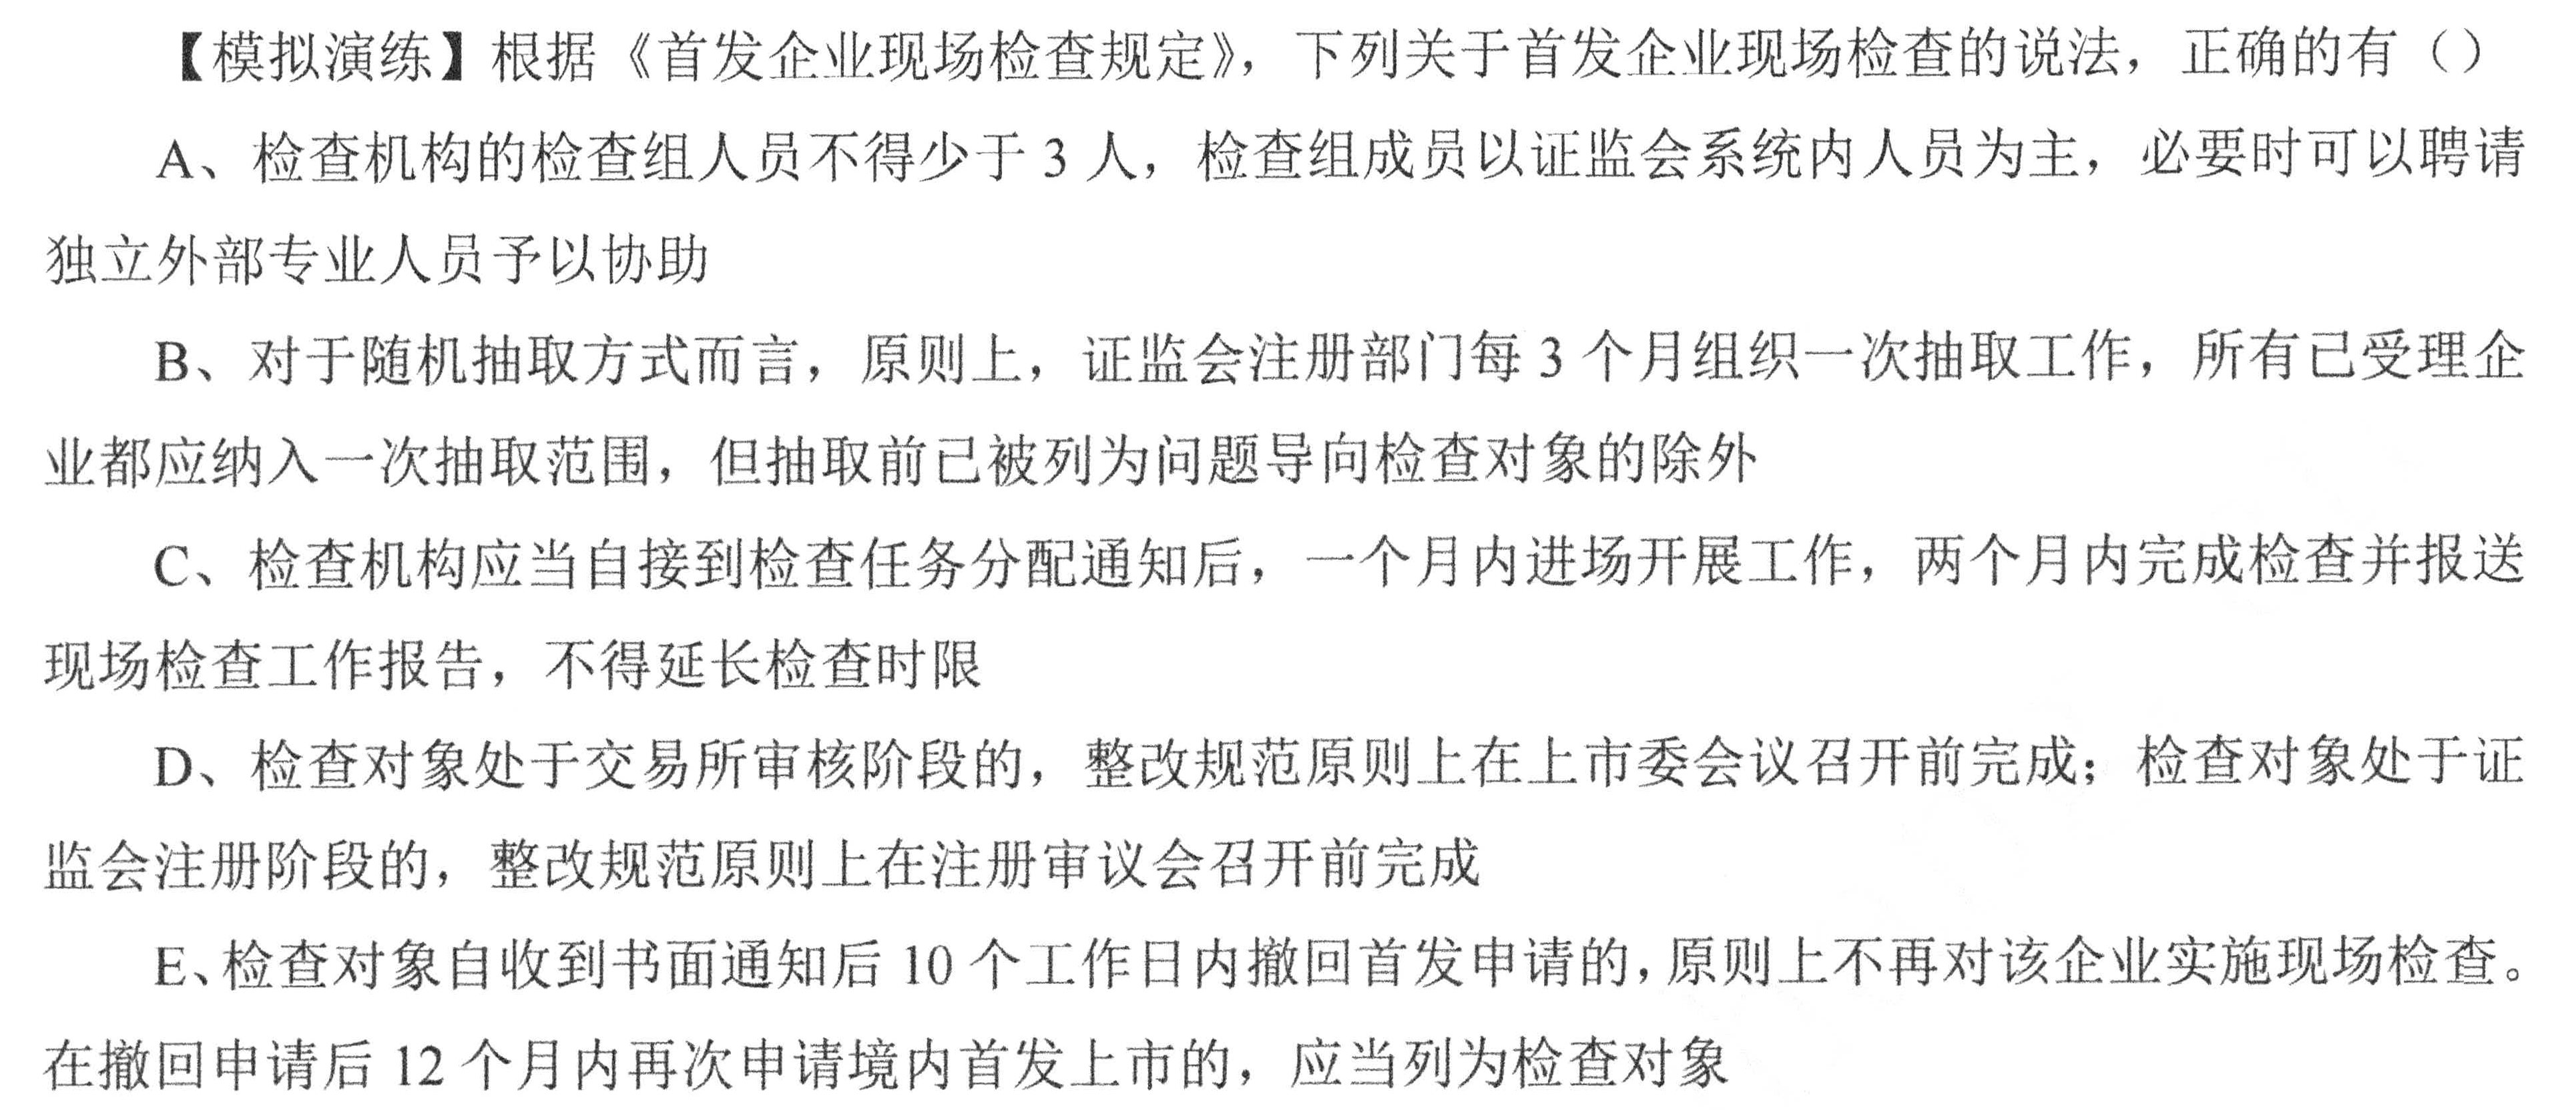 【模拟演练】根据《首发企业现场检查规定》，下列关于首发企业现场检查的说法，正确的有（）
A、检查机构的检查组人员不得少于 3 人，检查组成员以证监会系统内人员为主，必要时可以聘请
独立外部专业人员予以协助
B、对于随机抽取方式而言，原则上，证监会注册部门每 3 个月组织一次抽取工作，所有已受理企
业都应纳入一次抽取范围，但抽取前已被列为问题导向检查对象的除外
C、检查机构应当自接到检查任务分配通知后，一个月内进场开展工作，两个月内完成检查并报送
现场检查工作报告，不得延长检查时限
D、检查对象处于交易所审核阶段的，整改规范原则上在上市委会议召开前完成；检查对象处于证
监会注册阶段的，整改规范原则上在注册审议会召开前完成
E、检查对象自收到书面通知后 10 个工作日内撤回首发申请的，原则上不再对该企业实施现场检查。
在撤回申请后 12 个月内再次申请境内首发上市的，应当列为检查对象